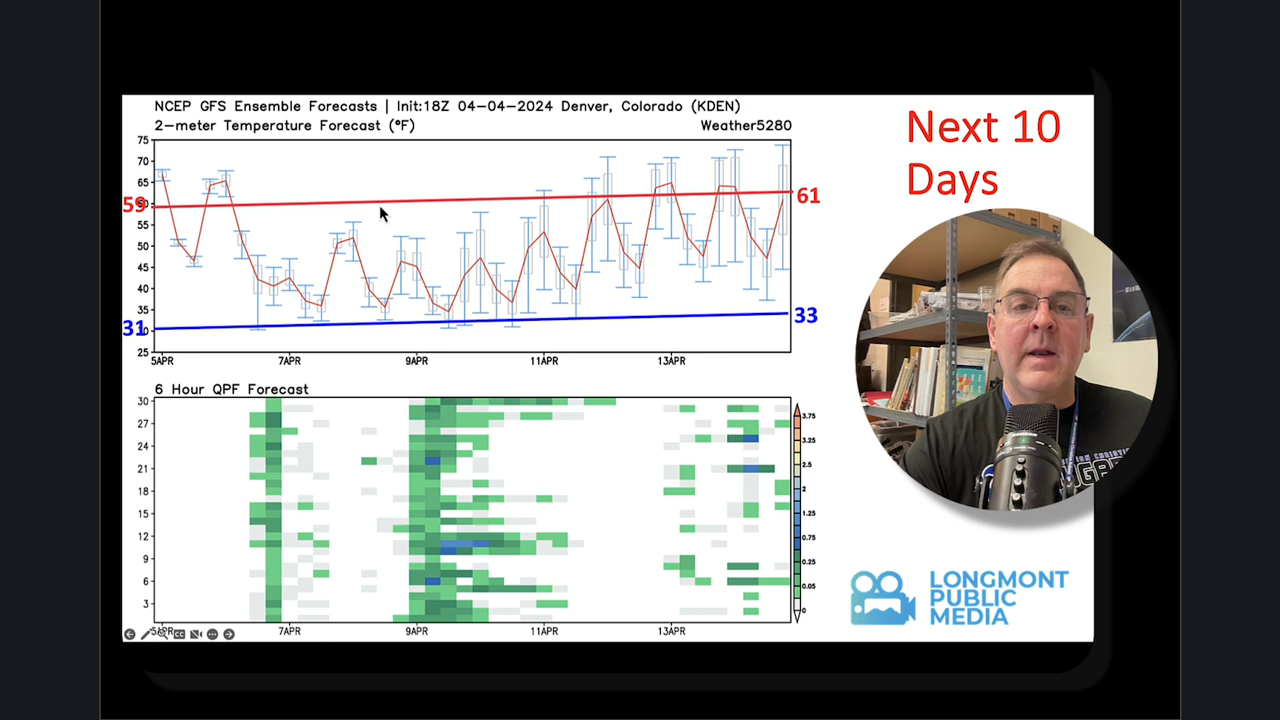 NCEP GFS Ensemble Forecasts | Init:18Z 04-04-2024 Denver, Colorado (KDEN)
2-meter Temperature Forecast (°F)
Weather5280
Next 10
Days
75
70
65
59
61
55
50
45
40
35
31
33
25
5APR
7APR
9APR
11APR
13APR
6 Hour QPF Forecast
30
27
24
21
18
15
12
9
6
3
3.75
3.25
2.5
2
1.25
0.75
0.25
0.05
0
5APR
7APR
9APR
11APR
13APR
LONGMONT
PUBLIC
MEDIA